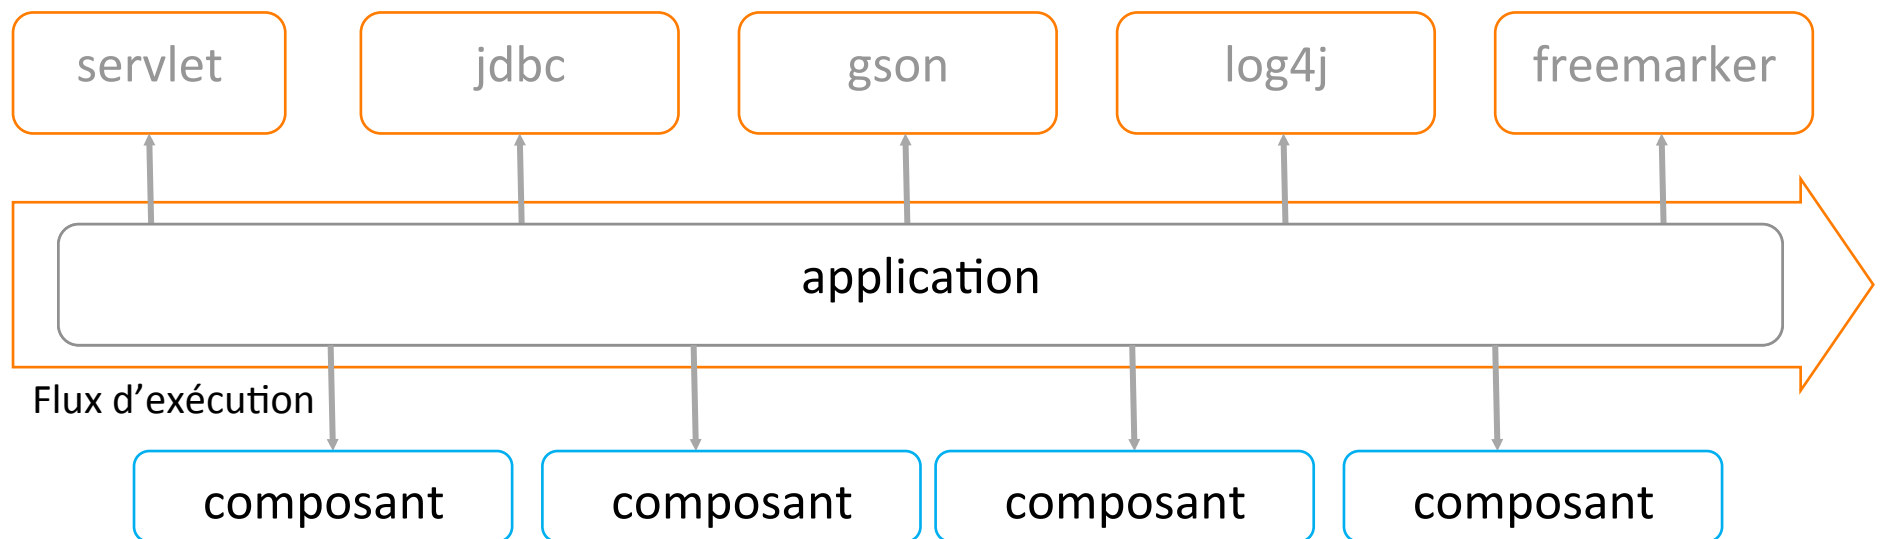 servlet jdbc gson log4j freemarker
application
Flux d’exécution
composant composant composant composant